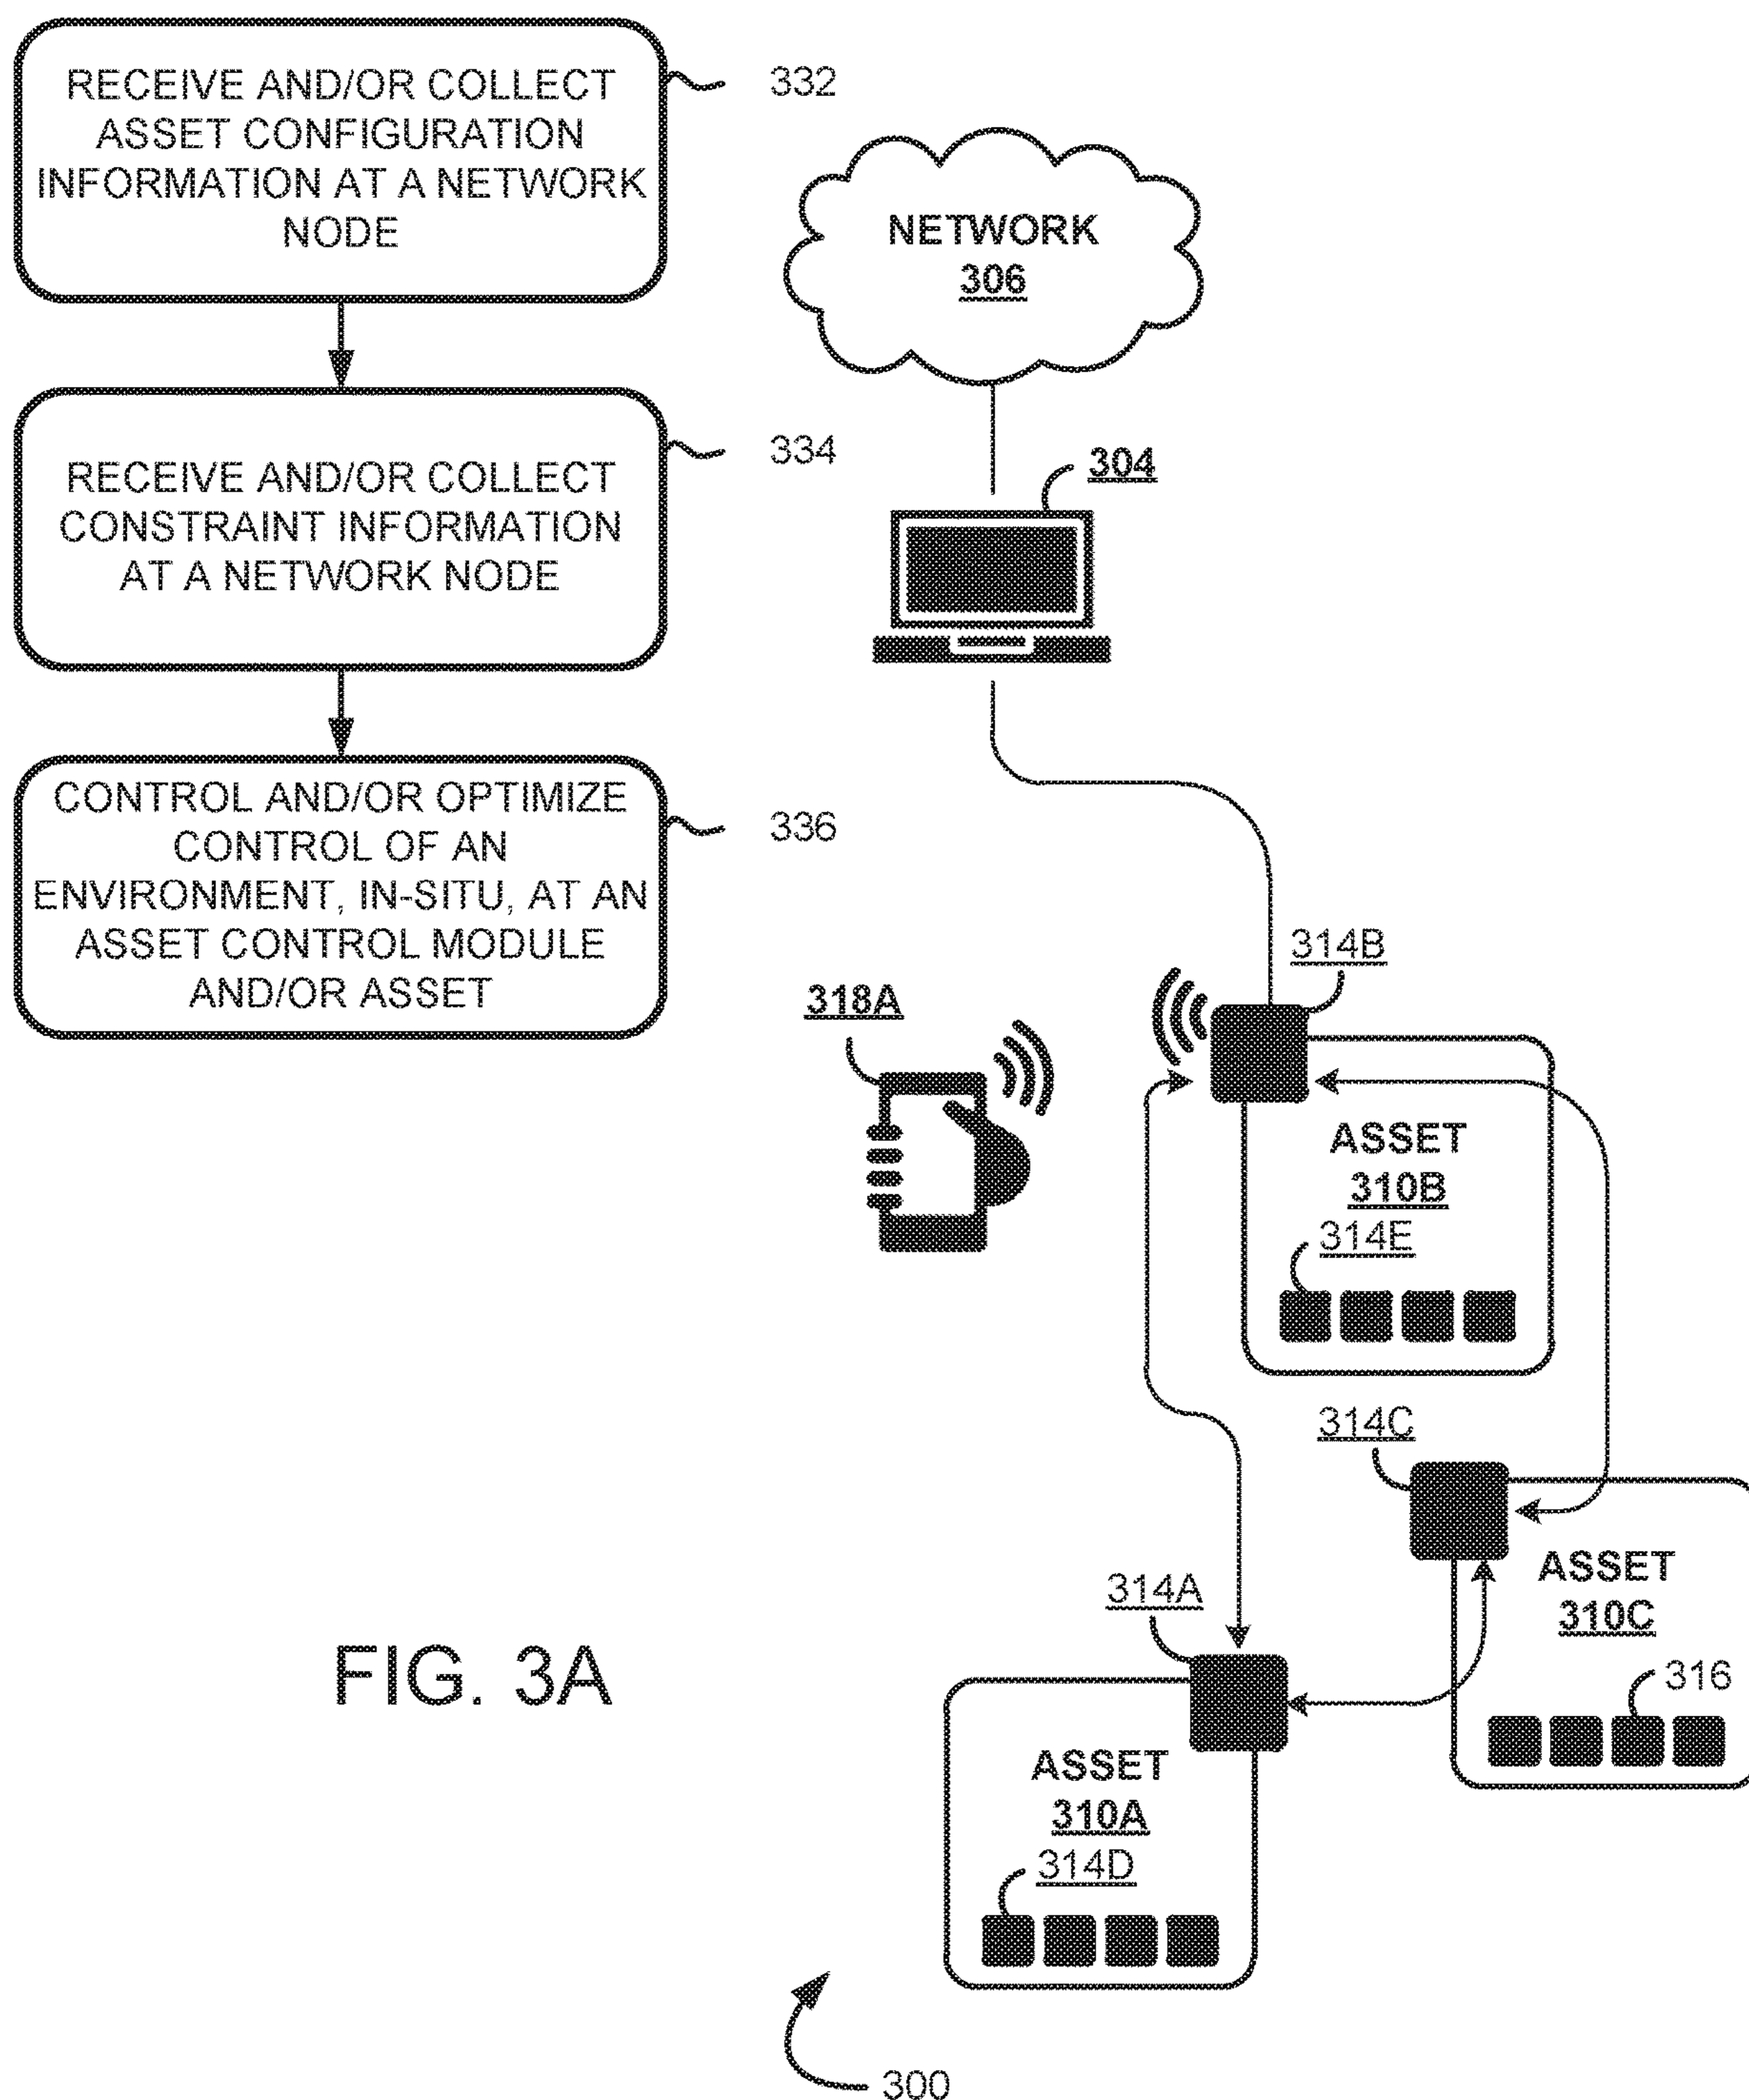 RECEIVE AND/OR COLLECT
ASSET CONFIGURATION
INFORMATION AT A NETWORK
NODE
332
RECEIVE AND/OR COLLECT
CONSTRAINT INFORMATION
AT A NETWORK NODE
334
CONTROL AND/OR OPTIMIZE
CONTROL OF AN
ENVIRONMENT, IN-SITU, AT AN
ASSET CONTROL MODULE
AND/OR ASSET
336
NETWORK
306
304
314B
318A
ASSET
310B
314E
314C
ASSET
310C
316
314A
ASSET
310A
314D
FIG. 3A
300